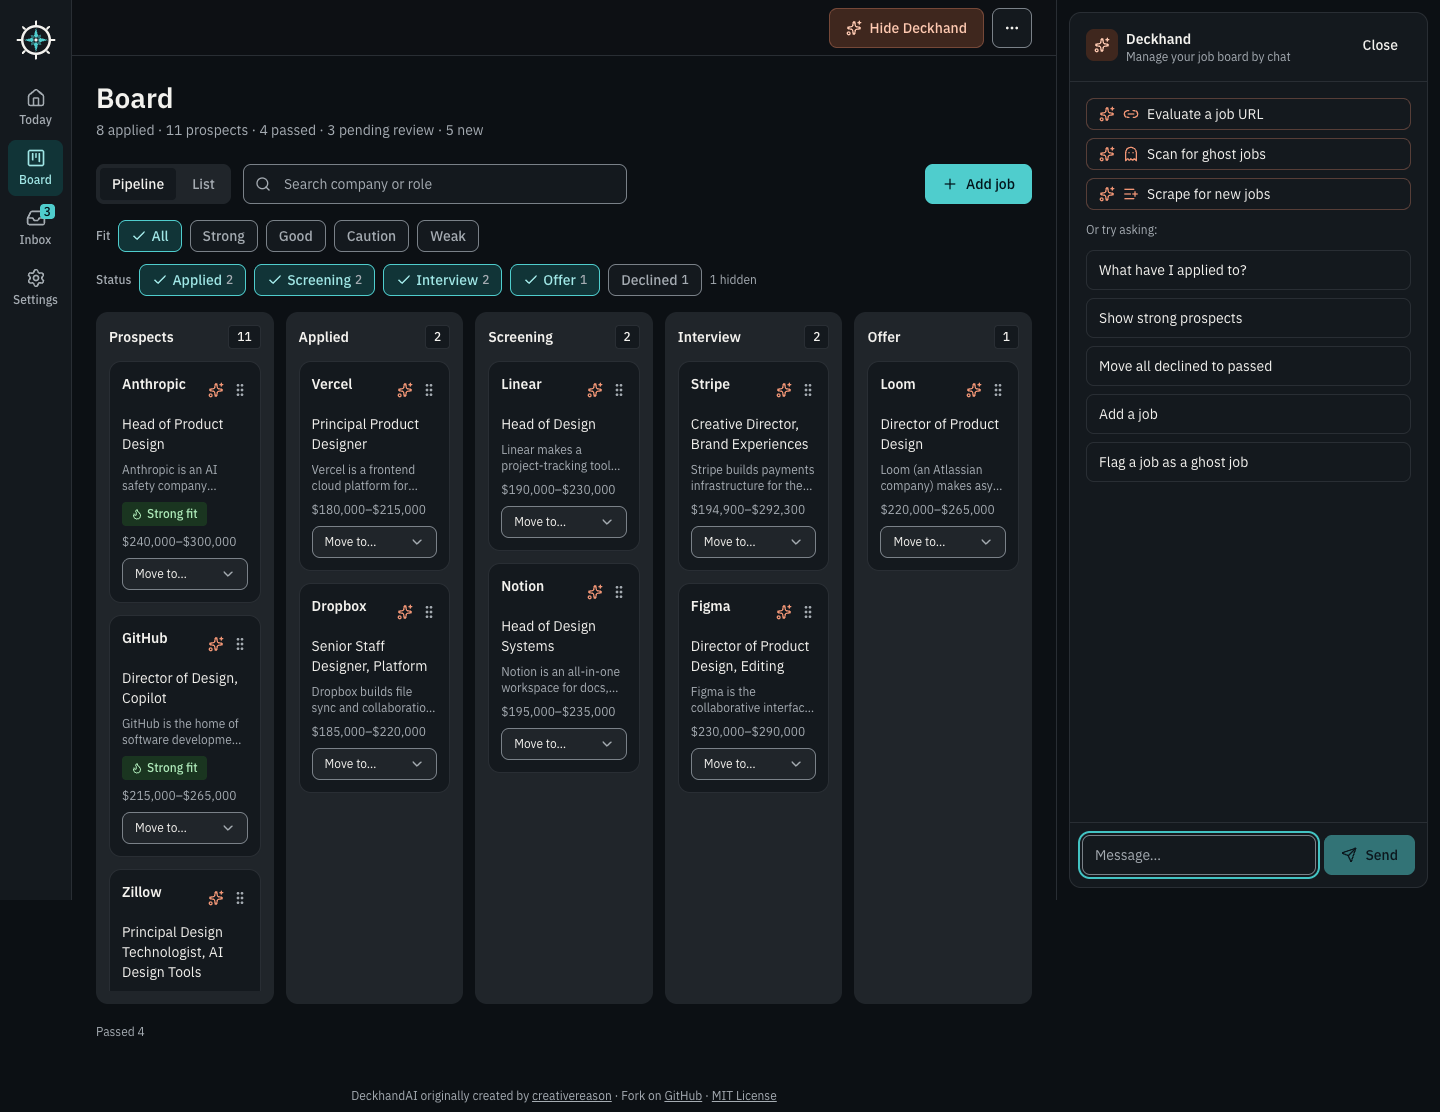 Today
Board
3
Inbox
Settings
Hide Deckhand
Board
8 applied · 11 prospects · 4 passed · 3 pending review · 5 new
Pipeline
List
Search company or role
Add job
Fit
All
Strong
Good
Caution
Weak
Status
Applied 2
Screening 2
Interview 2
Offer 1
Declined 1
1 hidden
Prospects
11
Anthropic
Head of Product
Design
Anthropic is an AI
safety company…
Strong fit
$240,000–$300,000
Move to…
GitHub
Director of Design,
Copilot
GitHub is the home of
software developme…
Strong fit
$215,000–$265,000
Move to…
Zillow
Principal Design
Technologist, AI
Design Tools
Applied
2
Vercel
Principal Product
Designer
Vercel is a frontend
cloud platform for…
$180,000–$215,000
Move to…
Dropbox
Senior Staff
Designer, Platform
Dropbox builds file
sync and collaboratio…
$185,000–$220,000
Move to…
Screening
2
Linear
Head of Design
Linear makes a
project-tracking tool…
$190,000–$230,000
Move to…
Notion
Head of Design
Systems
Notion is an all-in-one
workspace for docs,…
$195,000–$235,000
Move to…
Interview
2
Stripe
Creative Director,
Brand Experiences
Stripe builds payments
infrastructure for the…
$194,900–$292,300
Move to…
Figma
Director of Product
Design, Editing
Figma is the
collaborative interfac…
$230,000–$290,000
Move to…
Offer
1
Loom
Director of Product
Design
Loom (an Atlassian
company) makes asy…
$220,000–$265,000
Move to…
Passed 4
DeckhandAI originally created by creativereason · Fork on GitHub · MIT License
Deckhand
Manage your job board by chat
Close
Evaluate a job URL
Scan for ghost jobs
Scrape for new jobs
Or try asking:
What have I applied to?
Show strong prospects
Move all declined to passed
Add a job
Flag a job as a ghost job
Message…
Send